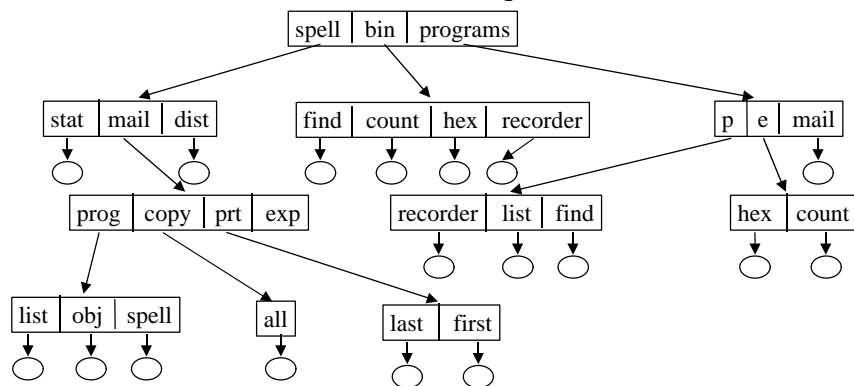 spell bin programs
stat mail dist
find count hex recorder
p e mail
prog copy prt exp
recorder list find
hex count
list obj spell
all
last first